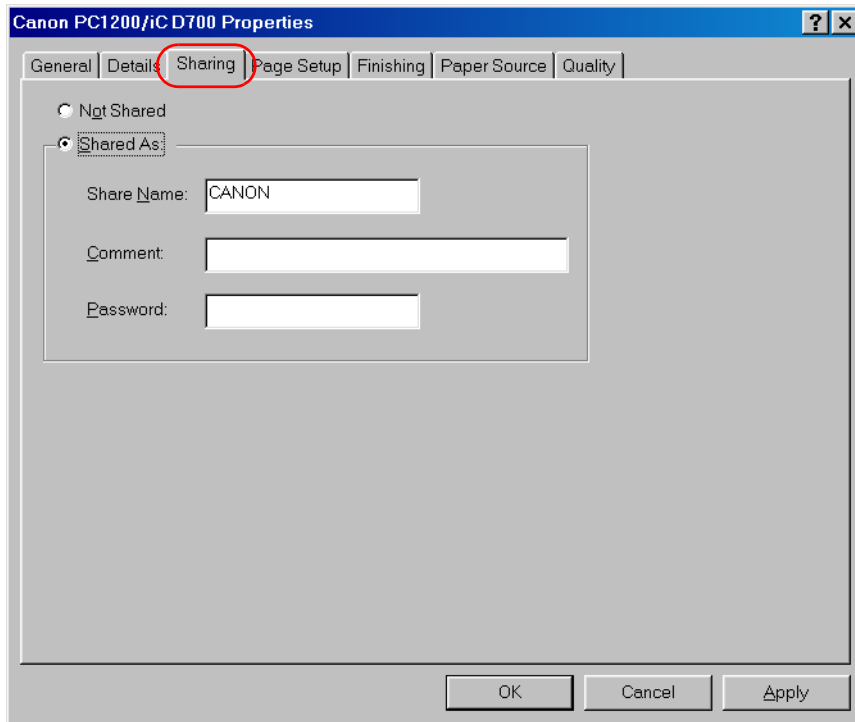 Canon PC1200/iC D700 Properties ? ×
General Details Sharing Page Setup Finishing Paper Source Quality
Not Shared
Shared As:
Share Name: CANON
Comment:
Password:
OK Cancel Apply